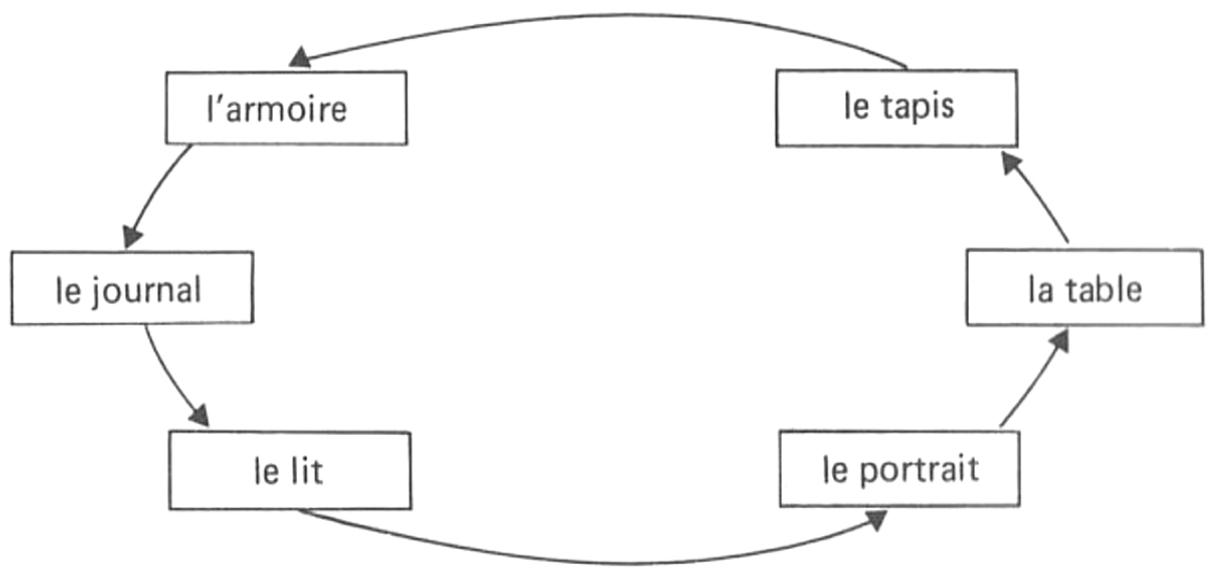 l'armoire
le tapis
le journal
la table
le lit
le portrait